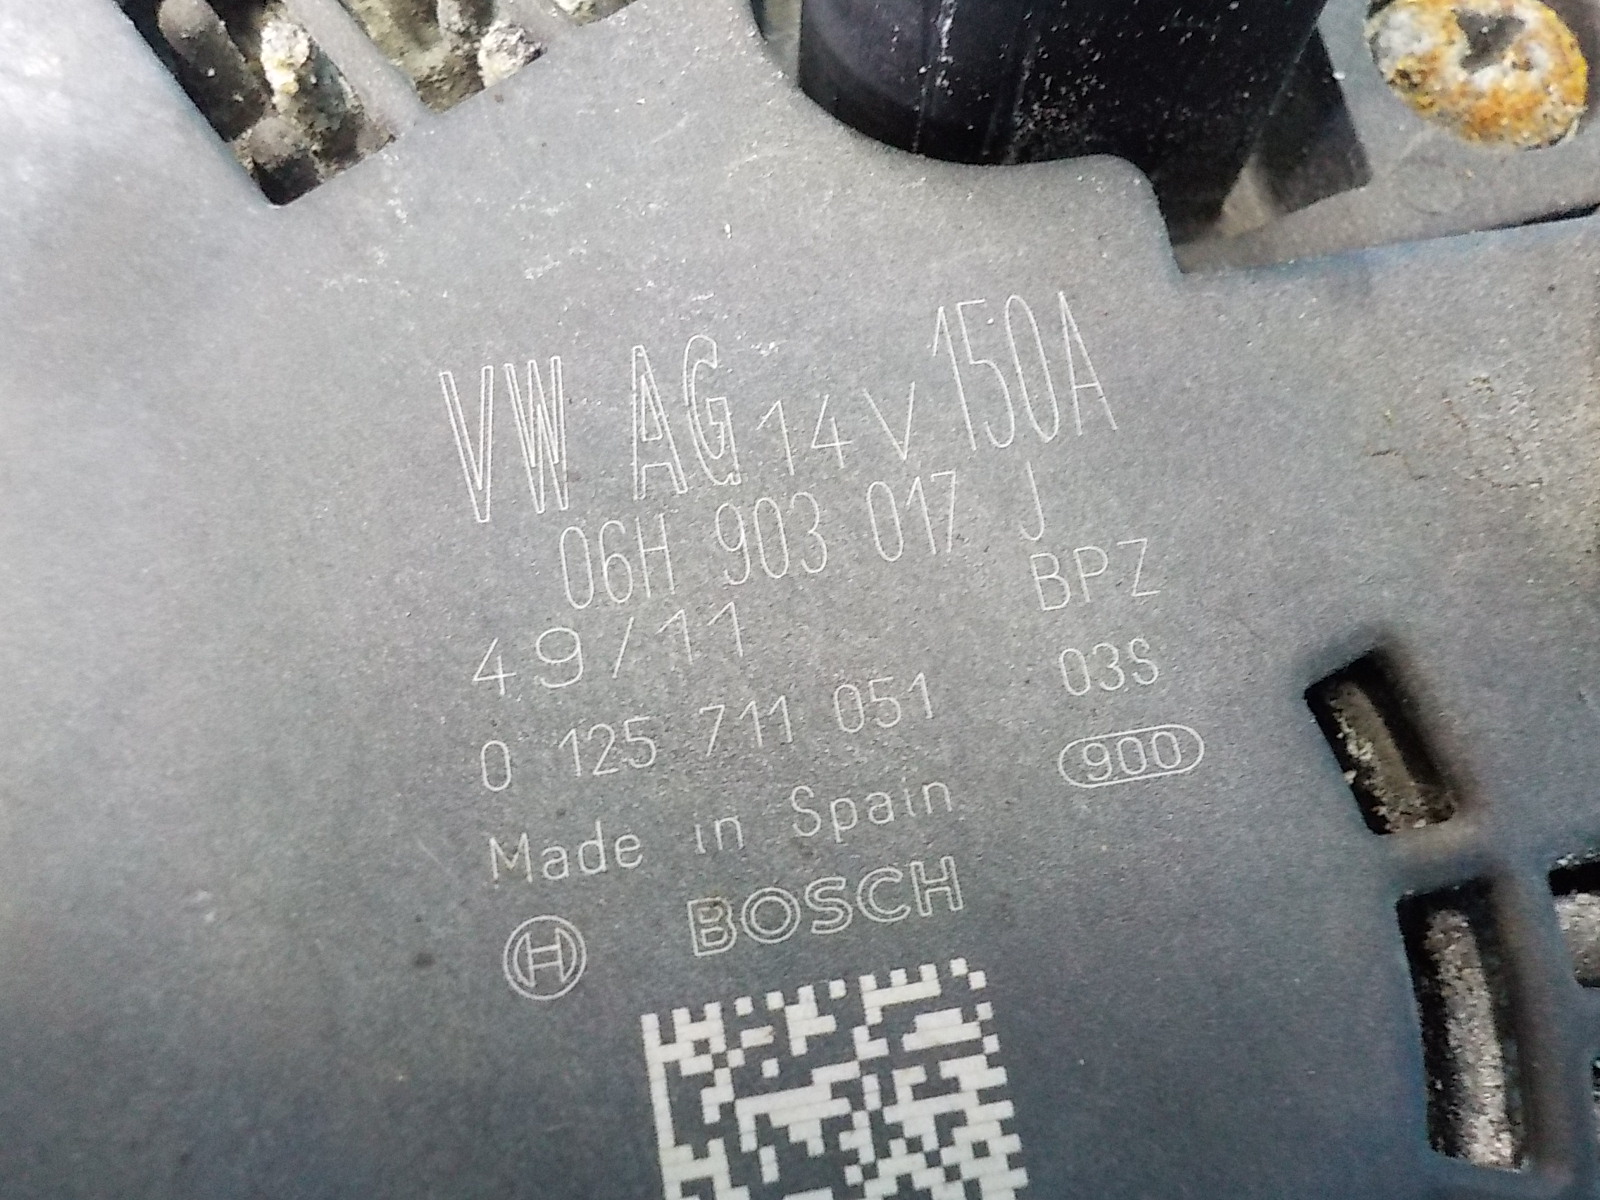 VW AG 14V 150A
06H 903 017 J
BPZ
49/11
03S
0 125 711 051
900
Made in Spain
H BOSCH